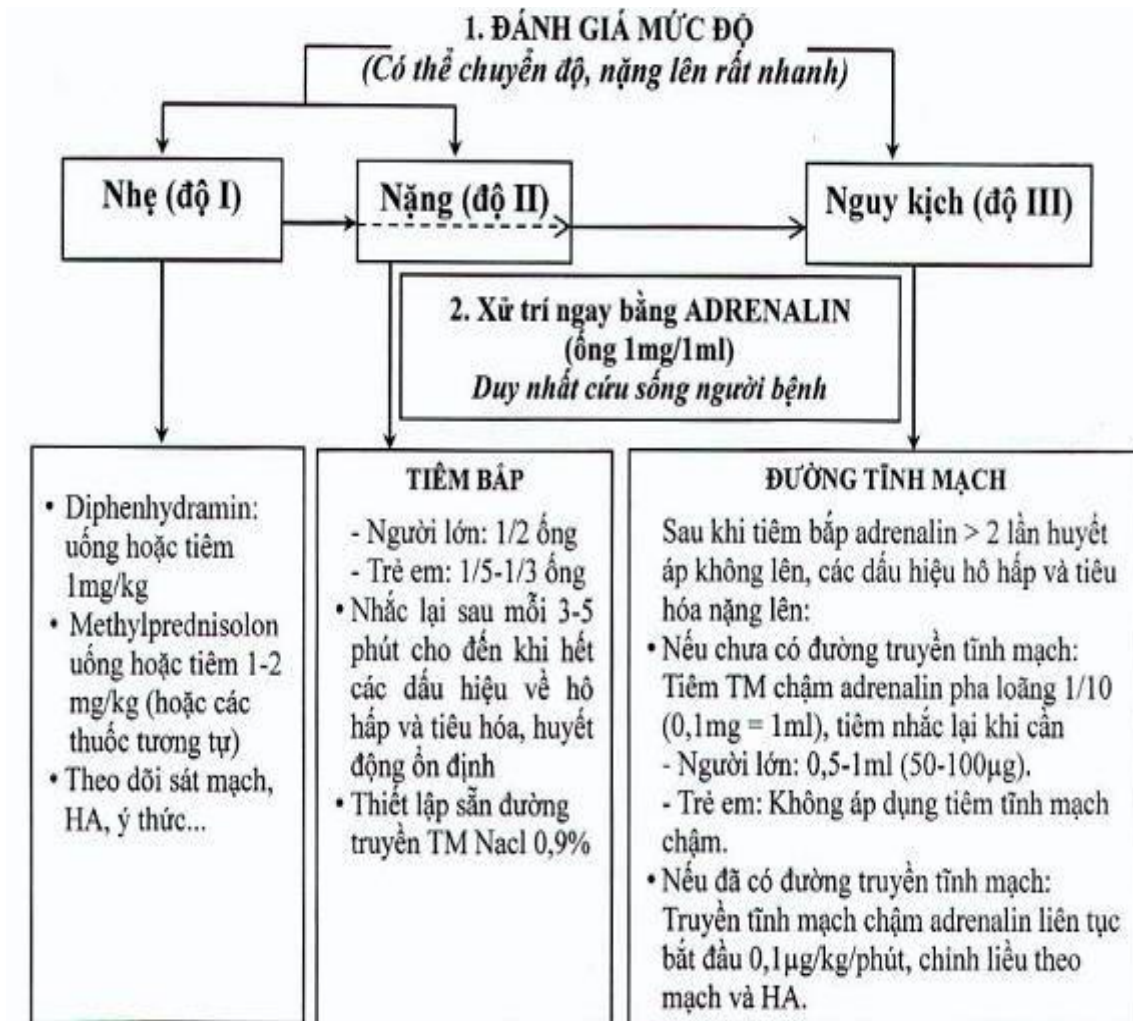 1. ĐÁNH GIÁ MỨC ĐỘ
(Có thể chuyển độ, nặng lên rất nhanh)
Nhẹ (độ I)
Nặng (độ II)
Nguy kịch (độ III)
2. Xử trí ngay bằng ADRENALIN
(ống 1mg/1ml)
Duy nhất cứu sống người bệnh
• Diphenhydramin:
uống hoặc tiêm
1mg/kg
• Methylprednisolon
uống hoặc tiêm 1-2
mg/kg (hoặc các
thuốc tương tự)
• Theo dõi sát mạch,
HA, ý thức...
TIÊM BẮP
- Người lớn: 1/2 ống
- Trẻ em: 1/5-1/3 ống
• Nhắc lại sau mỗi 3-5
phút cho đến khi hết
các dấu hiệu về hô
hấp và tiêu hóa, huyết
động ổn định
• Thiết lập sẵn đường
truyền TM Nacl 0,9%
ĐƯỜNG TĨNH MẠCH
Sau khi tiêm bắp adrenalin > 2 lần huyết
áp không lên, các dấu hiệu hô hấp và tiêu
hóa nặng lên:
• Nếu chưa có đường truyền tĩnh mạch:
Tiêm TM chậm adrenalin pha loãng 1/10
(0,1mg = 1ml), tiêm nhắc lại khi cần
- Người lớn: 0,5-1ml (50-100µg).
- Trẻ em: Không áp dụng tiêm tĩnh mạch
chậm.
• Nếu đã có đường truyền tĩnh mạch:
Truyền tĩnh mạch chậm adrenalin liên tục
bắt đầu 0,1µg/kg/phút, chỉnh liều theo
mạch và HA.